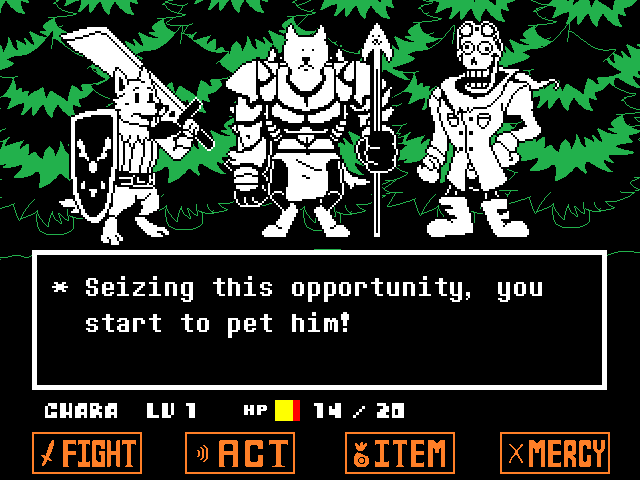 * Seizing this opportunity, you
start to pet him!
CHARA LV 1 HP 14 / 20
FIGHT ACT ITEM MERCY